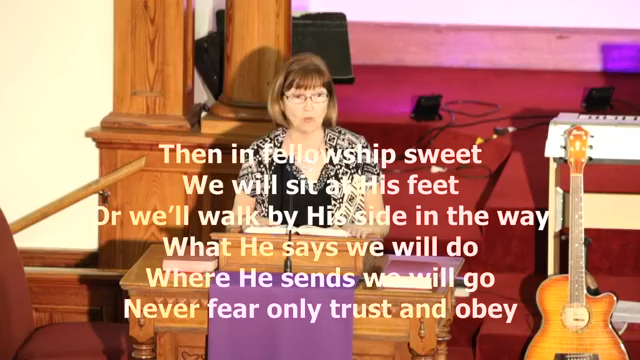 Then in fellowship sweet
We will sit at His feet
Or we’ll walk by His side in the way
What He says we will do
Where He sends we will go
Never fear only trust and obey